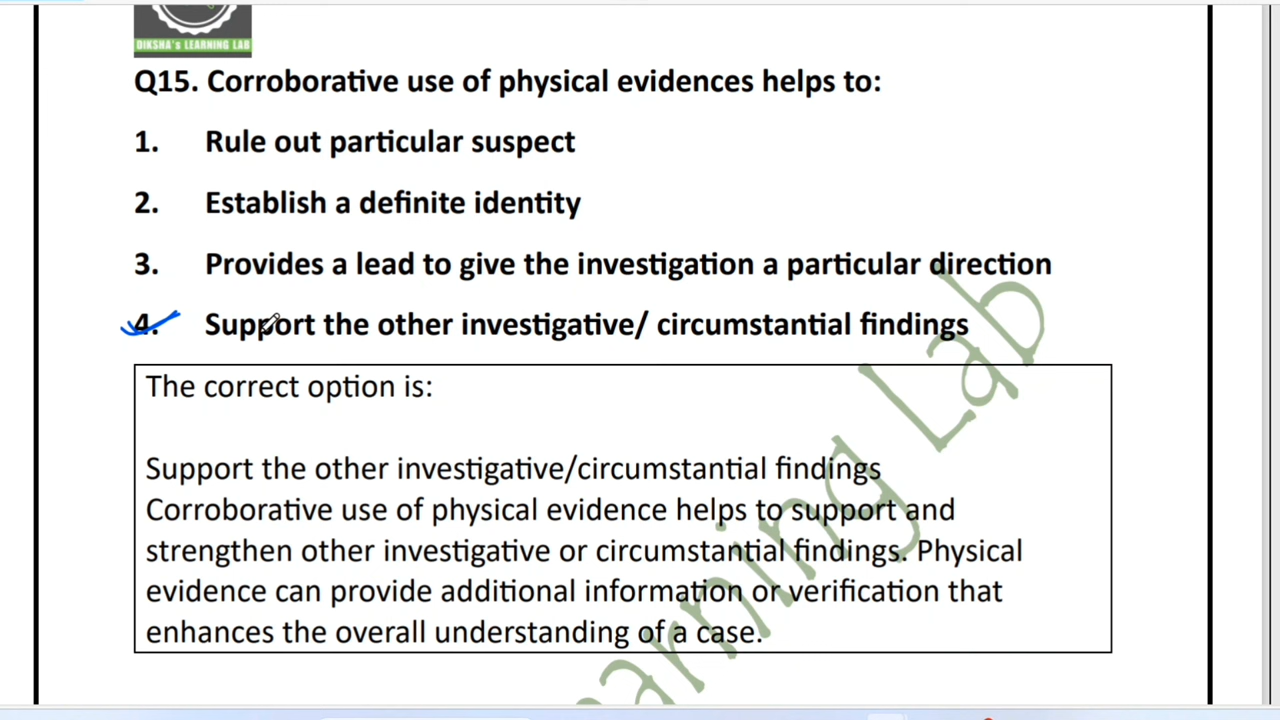 DIKSHA's LEARNING LAB
Q15. Corroborative use of physical evidences helps to:
1. Rule out particular suspect
2. Establish a definite identity
3. Provides a lead to give the investigation a particular direction
4. Support the other investigative/ circumstantial findings
The correct option is:
Support the other investigative/circumstantial findings
Corroborative use of physical evidence helps to support and
strengthen other investigative or circumstantial findings. Physical
evidence can provide additional information or verification that
enhances the overall understanding of a case.
earning Lab